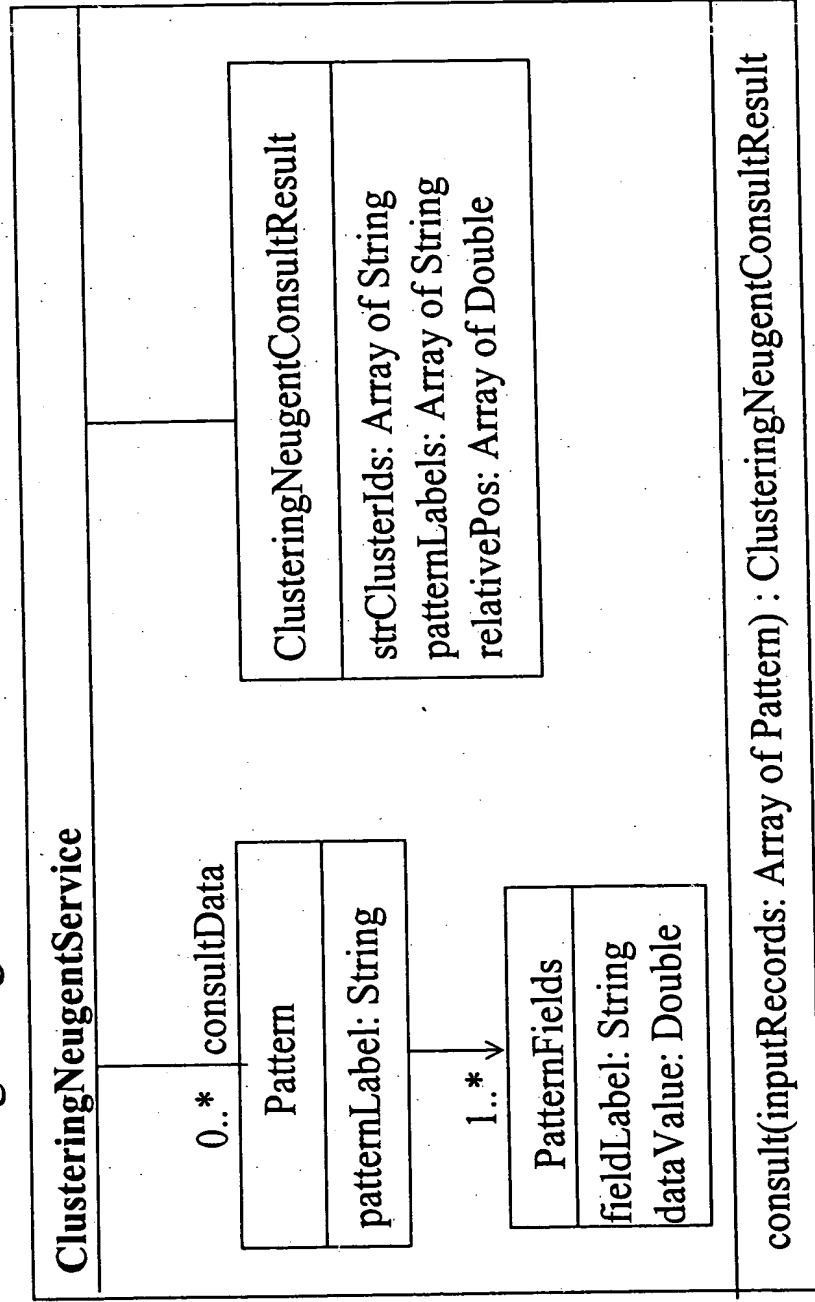 ClusteringNeugentService
0..* consultData
Pattern
patternLabel: String
1..*
PatternFields
fieldLabel: String
dataValue: Double
ClusteringNeugentConsultResult
strClusterIds: Array of String
patternLabels: Array of String
relativePos: Array of Double
consult(inputRecords: Array of Pattern) : ClusteringNeugentConsultResult